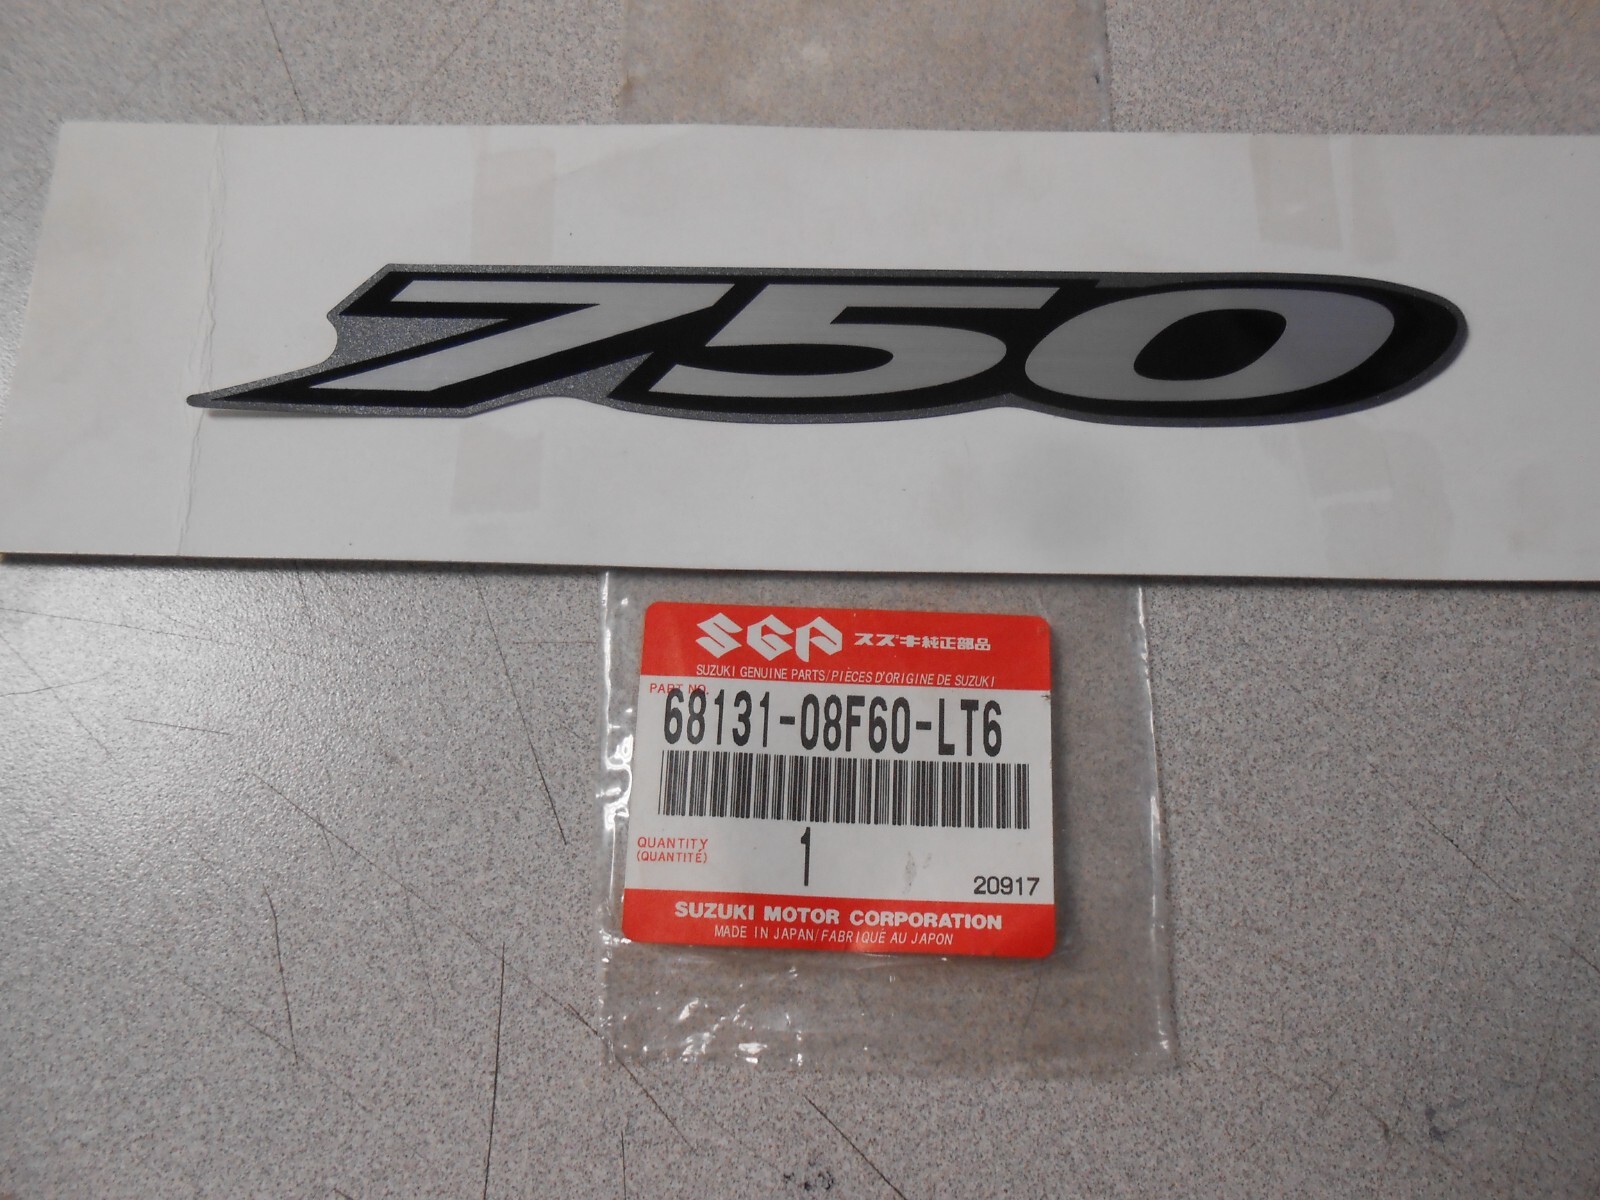 750
SGP スズキ純正部品
SUZUKI GENUINE PARTS/PIÈCES D'ORIGINE DE SUZUKI
PART NO.
68131-08F60-LT6
QUANTITY
(QUANTITÉ)
1
20917
SUZUKI MOTOR CORPORATION
MADE IN JAPAN/FABRIQUÉ AU JAPON